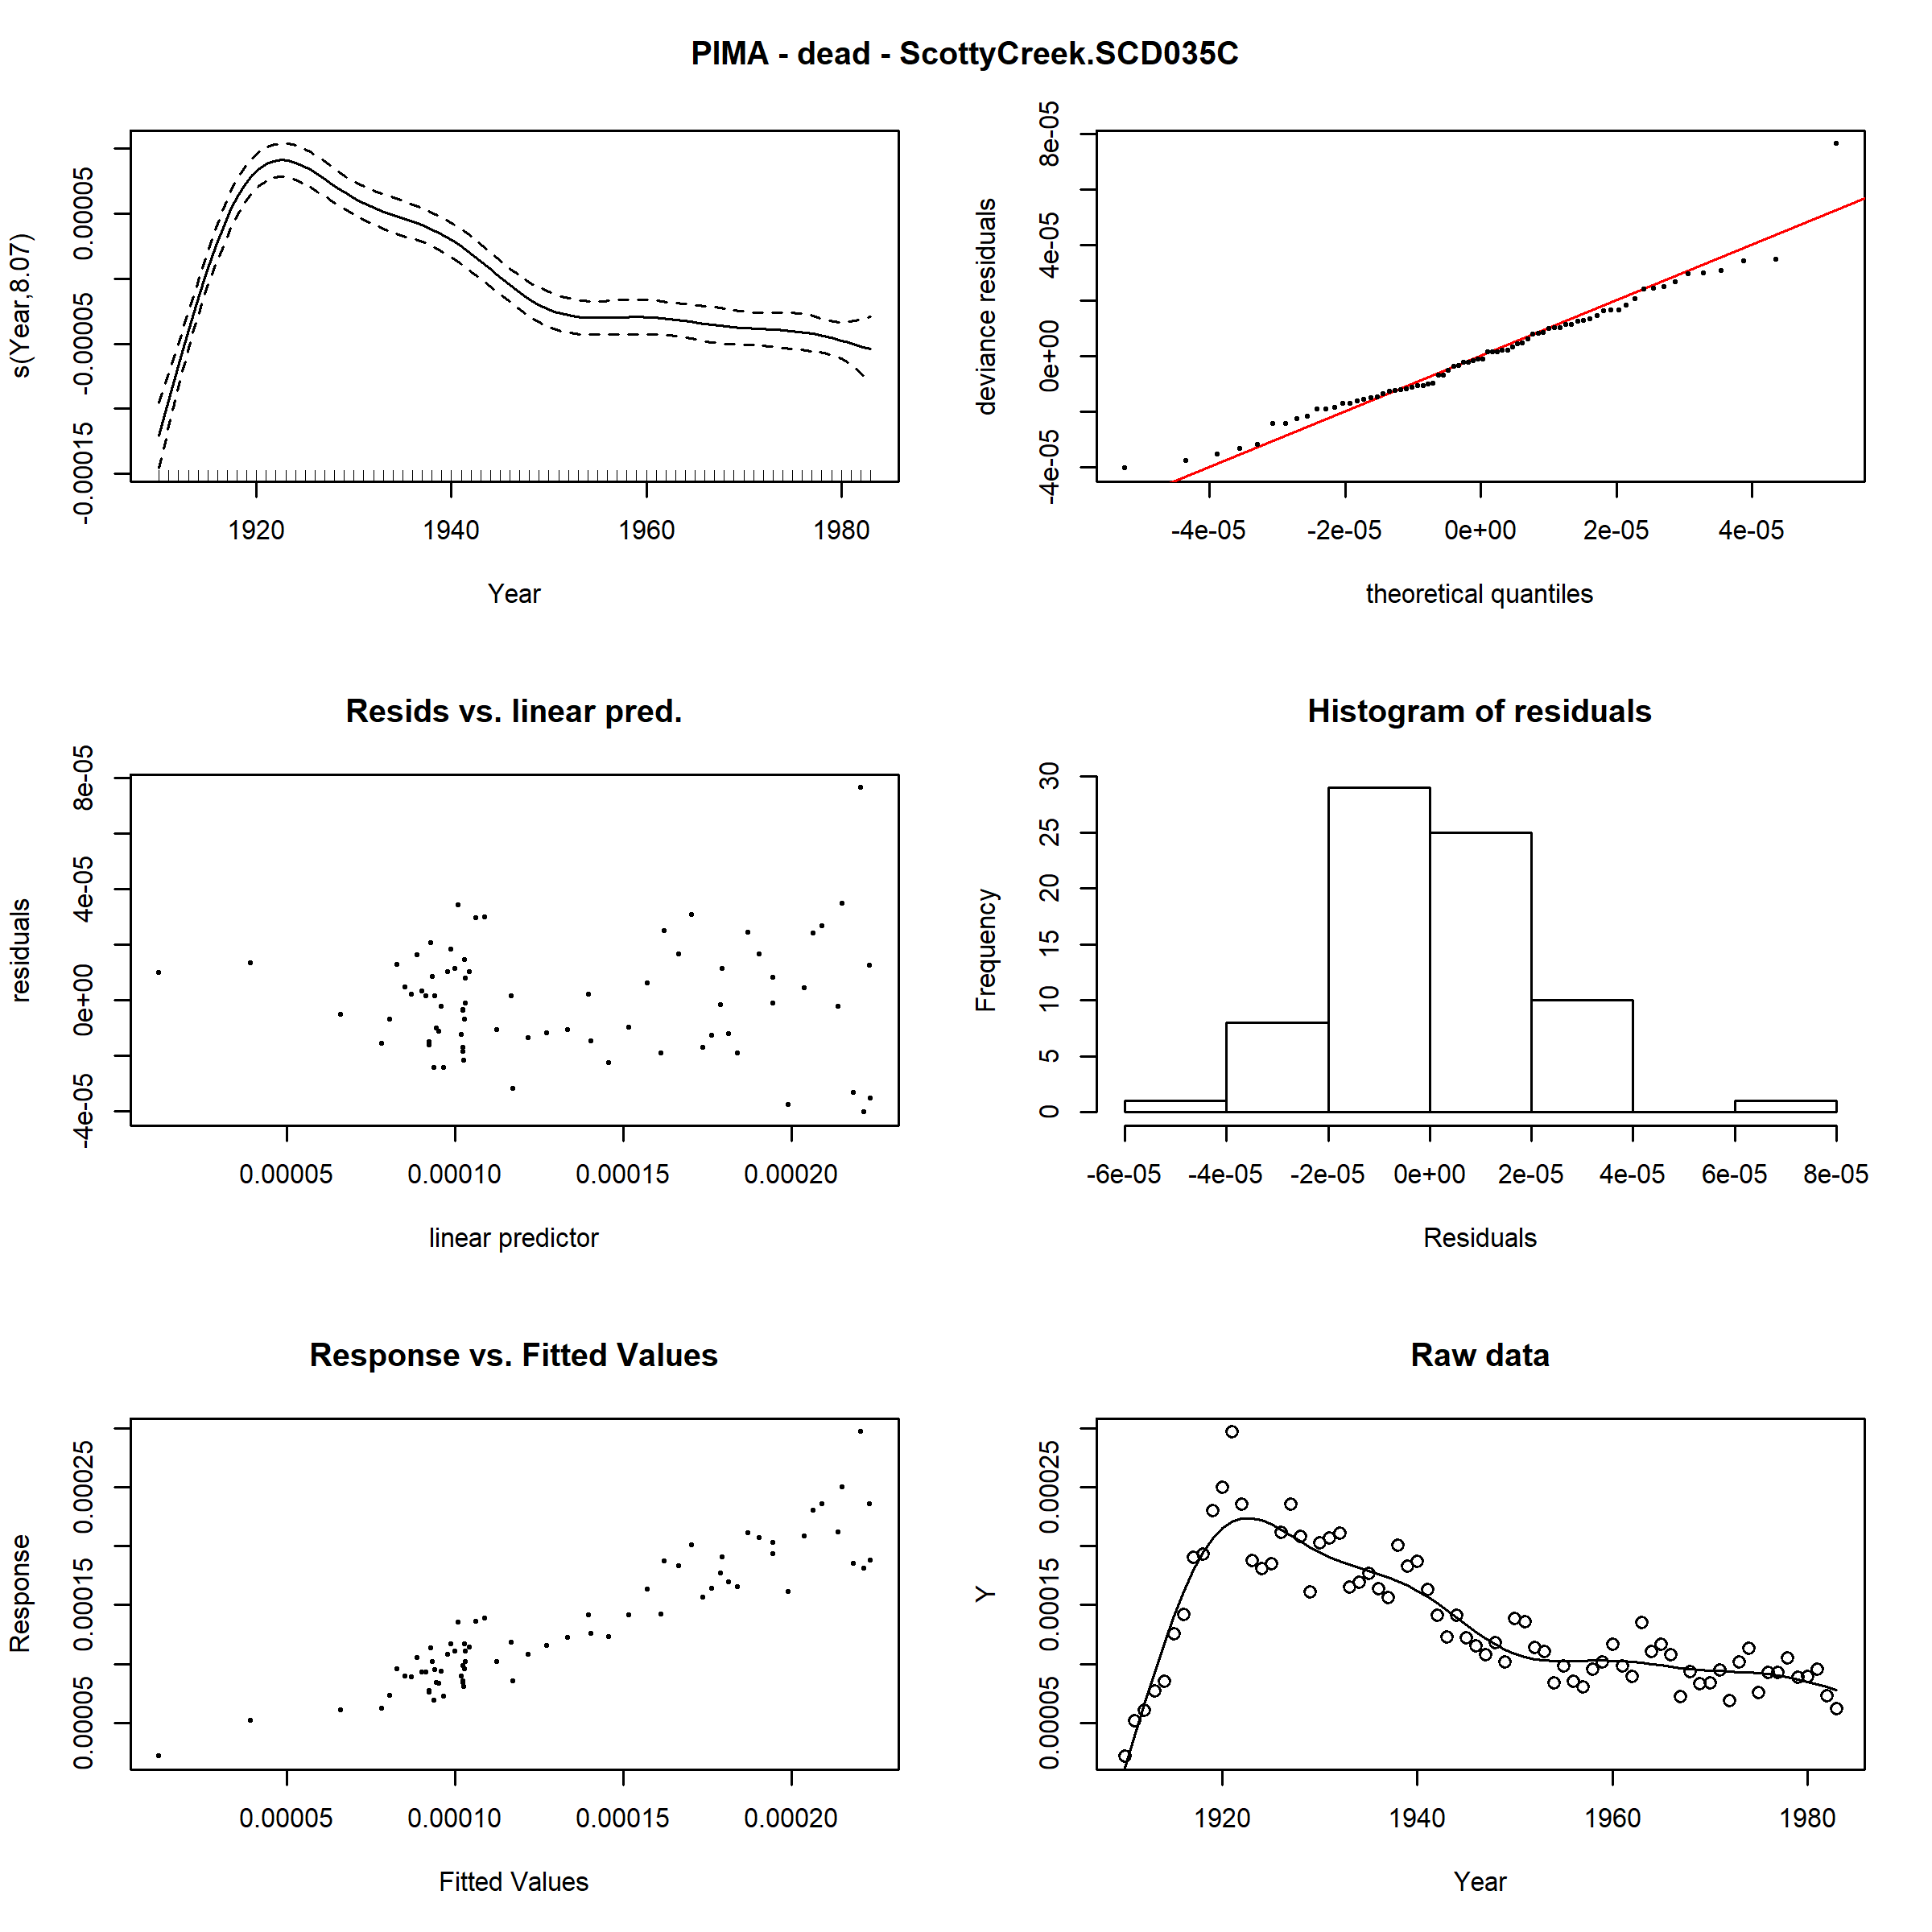 PIMA - dead - ScottyCreek.SCD035C
s(Year,8.07)
-0.00015 -0.00005 0.00005
1920 1940 1960 1980
Year
deviance residuals
-4e-05 0e+00 4e-05 8e-05
-4e-05 -2e-05 0e+00 2e-05 4e-05
theoretical quantiles
Resids vs. linear pred.
residuals
-4e-05 0e+00 4e-05 8e-05
0.00005 0.00010 0.00015 0.00020
linear predictor
Histogram of residuals
Frequency
0 5 10 15 20 25 30
-6e-05 -4e-05 -2e-05 0e+00 2e-05 4e-05 6e-05 8e-05
Residuals
Response vs. Fitted Values
Response
0.00005 0.00015 0.00025
0.00005 0.00010 0.00015 0.00020
Fitted Values
Raw data
Y
0.00005 0.00015 0.00025
1920 1940 1960 1980
Year